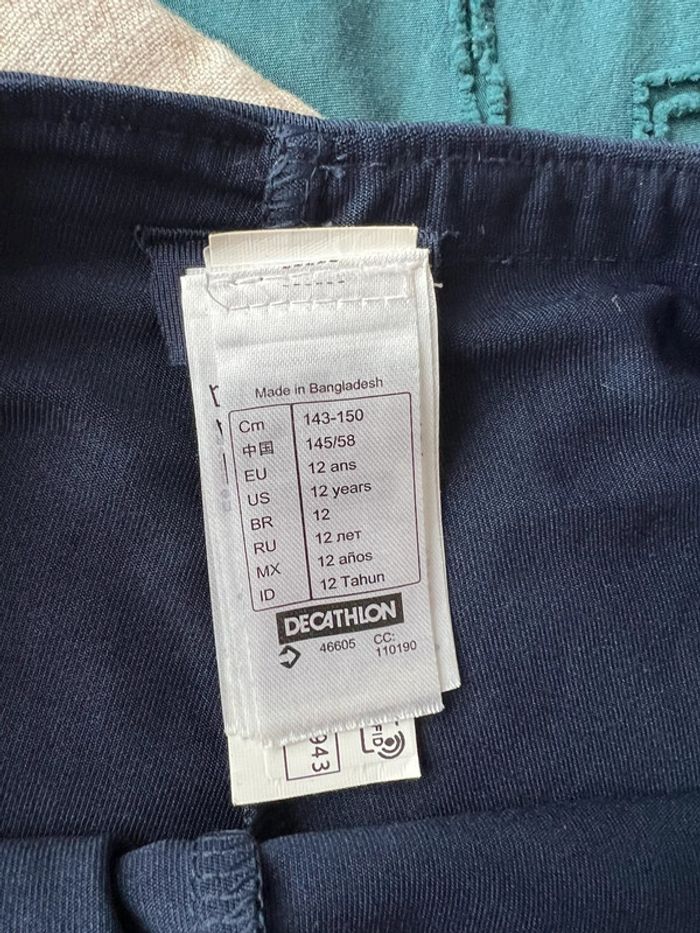 Made in Bangladesh
Cm 143-150
中国 145/58
EU 12 ans
US 12 years
BR 12
RU 12 лет
MX 12 años
ID 12 Tahun
DECATHLON
46605 CC: 110190
943